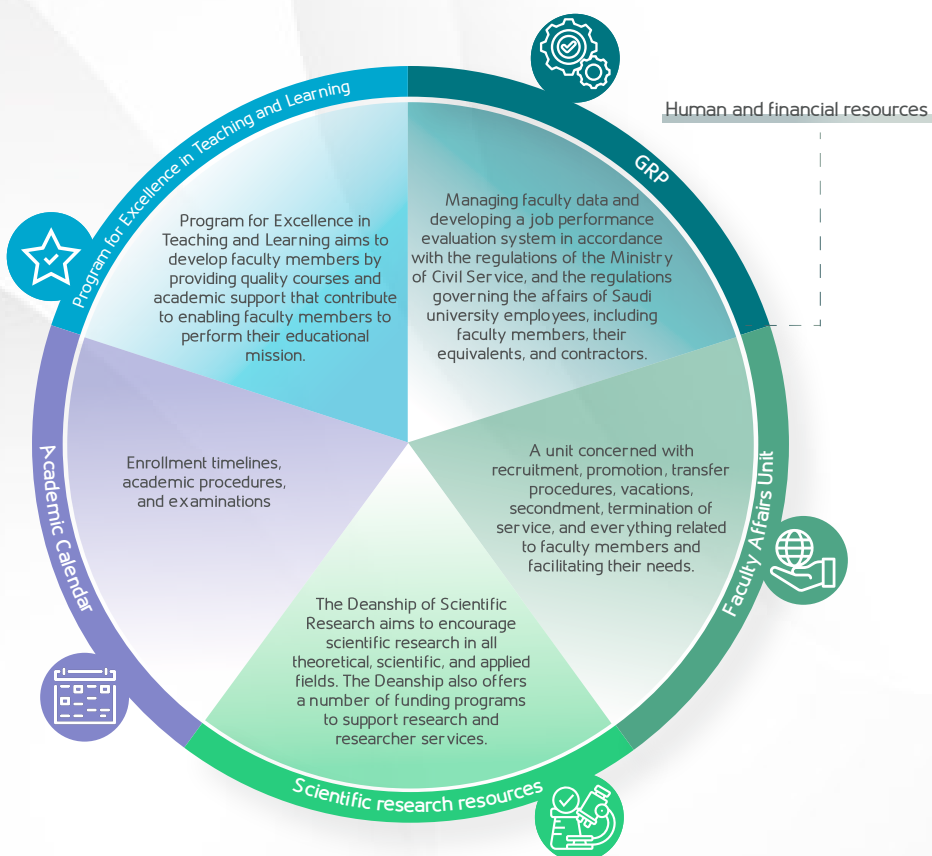 Human and financial resources
GRP
Managing faculty data and
developing a job performance
evaluation system in accordance
with the regulations of the Ministry
of Civil Service, and the regulations
governing the affairs of Saudi
university employees, including
faculty members, their
equivalents, and contractors.
Faculty Affairs Unit
A unit concerned with
recruitment, promotion, transfer
procedures, vacations,
secondment, termination of
service, and everything related
to faculty members and
facilitating their needs.
Scientific research resources
The Deanship of Scientific
Research aims to encourage
scientific research in all
theoretical, scientific, and applied
fields. The Deanship also offers
a number of funding programs
to support research and
researcher services.
Academic Calendar
Enrollment timelines,
academic procedures,
and examinations
Program for Excellence in Teaching and Learning
Program for Excellence in
Teaching and Learning aims to
develop faculty members by
providing quality courses and
academic support that contribute
to enabling faculty members to
perform their educational
mission.